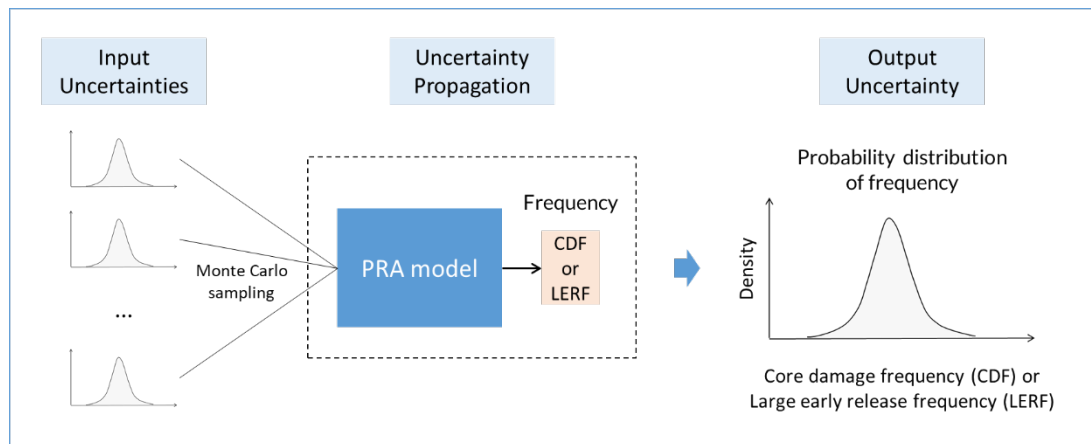 Input
Uncertainties
Uncertainty
Propagation
Output
Uncertainty
Monte Carlo
sampling
...
PRA model
Frequency
CDF
or
LERF
Probability distribution
of frequency
Density
Core damage frequency (CDF) or
Large early release frequency (LERF)